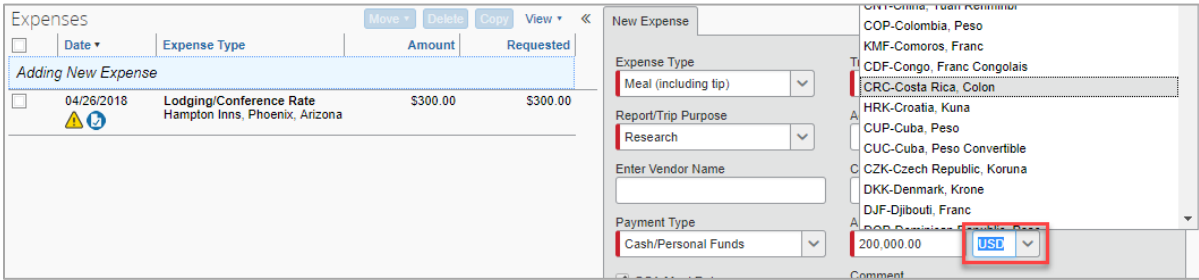 Expenses
Move Delete Copy View
Date Expense Type Amount Requested
Adding New Expense
04/26/2018 Lodging/Conference Rate $300.00 $300.00
Hampton Inns, Phoenix, Arizona
New Expense
Expense Type
Meal (including tip)
Report/Trip Purpose
Research
Enter Vendor Name
Payment Type
Cash/Personal Funds
COP-Colombia, Peso
KMF-Comoros, Franc
CDF-Congo, Franc Congolais
CRC-Costa Rica, Colon
HRK-Croatia, Kuna
CUP-Cuba, Peso
CUC-Cuba, Peso Convertible
CZK-Czech Republic, Koruna
DKK-Denmark, Krone
DJF-Djibouti, Franc
200,000.00 USD
Comment